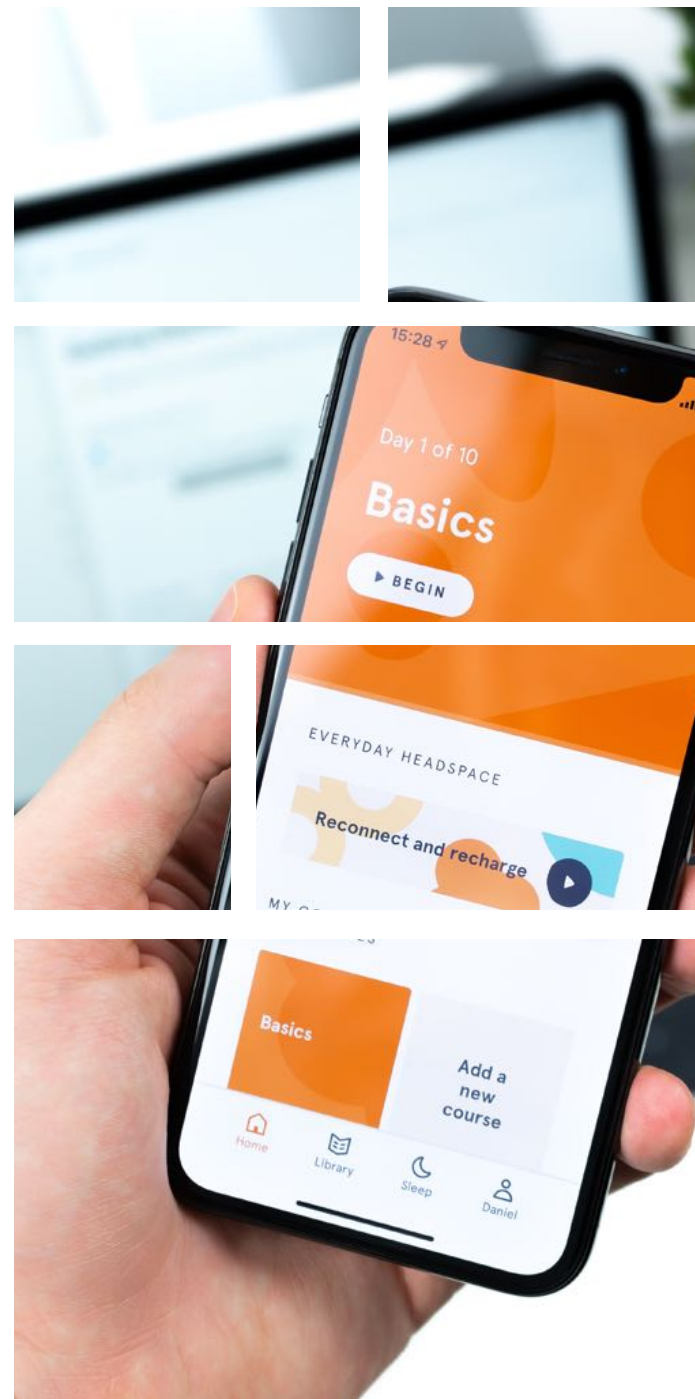 15:28
Day 1 of 10
Basics
BEGIN
EVERYDAY HEADSPACE
Reconnect and recharge
MY
Basics
Add a
new
course
Home
Library
Sleep
Daniel